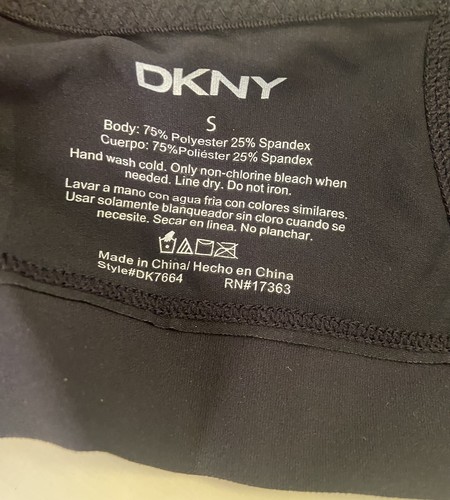 DKNY
S
Body: 75% Polyester 25% Spandex
Cuerpo: 75%Poliéster 25% Spandex
Hand wash cold. Only non-chlorine bleach when
needed. Line dry. Do not iron.
Lavar a mano con agua fria con colores similares.
Usar solamente blanqueador sin cloro cuando se
necesite. Secar en linea. No planchar.
Made in China/ Hecho en China
Style#DK7664 RN#17363